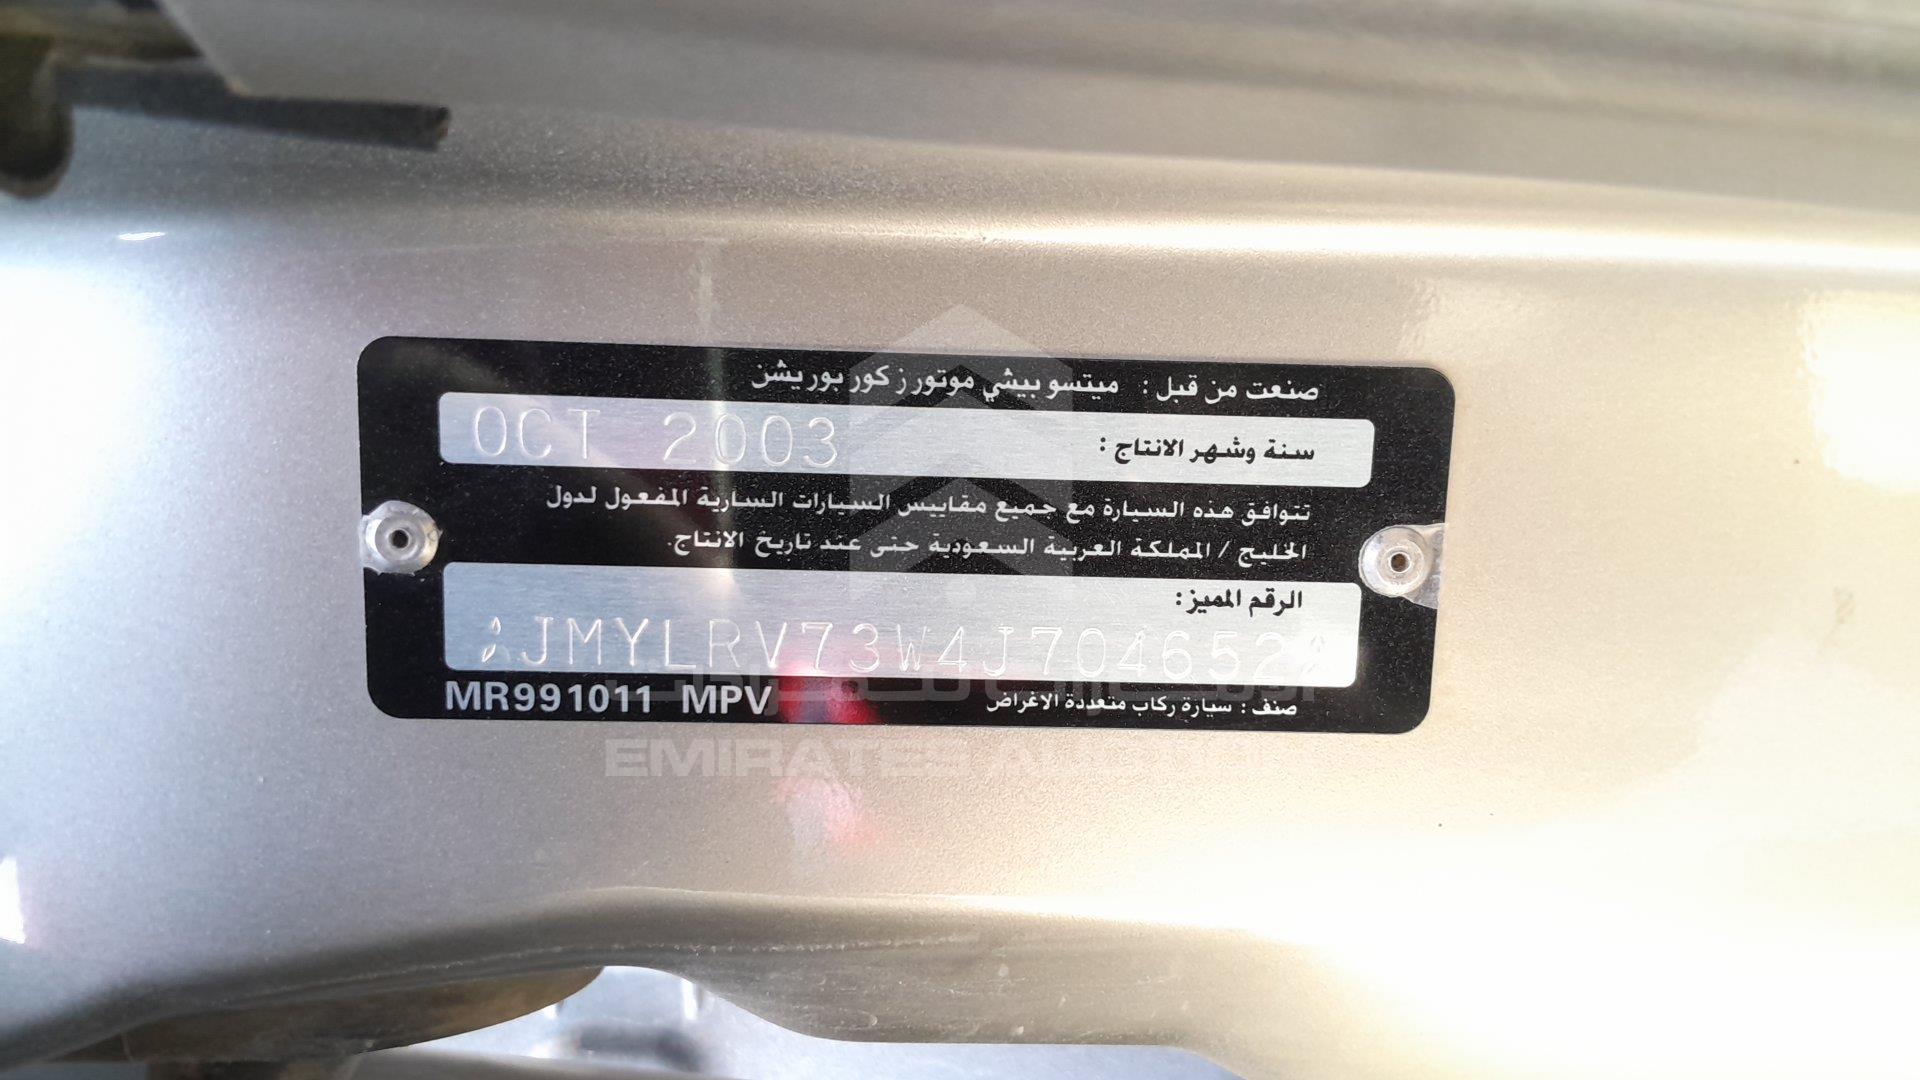 صنعت من قبل : ميتسو بيشي موتورز كور بوريشن
سنة وشهر الانتاج : OCT 2003
تتوافق هذه السيارة مع جميع مقاييس السيارات السارية المفعول لدول
الخليج / المملكة العربية السعودية حتى عند تاريخ الانتاج.
الرقم المميز:
JMYLRV73W4J704652
صنف : سيارة ركاب متعددة الاغراض MR991011 MPV
EMIRATES